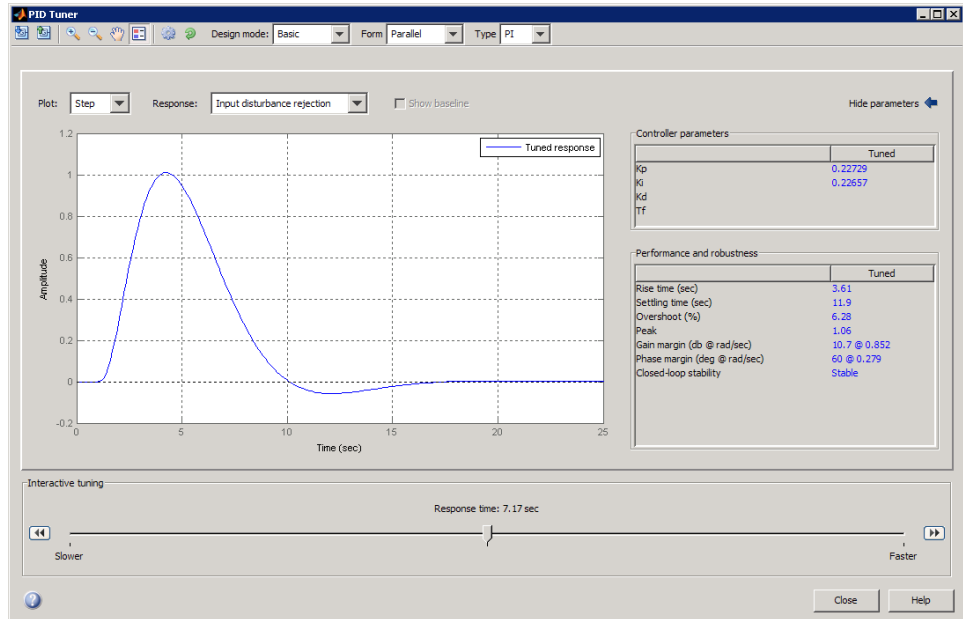 PID Tuner
Design mode: Basic Form Parallel Type PI
Plot: Step Response: Input disturbance rejection Show baseline Hide parameters
Tuned response
1.2
1
0.8
0.6
0.4
0.2
0
-0.2
Amplitude
0 5 10 15 20 25
Time (sec)
Controller parameters
Tuned
Kp 0.22729
Ki 0.22657
Kd
Tf
Performance and robustness
Tuned
Rise time (sec) 3.61
Settling time (sec) 11.9
Overshoot (%) 6.28
Peak 1.06
Gain margin (db @ rad/sec) 10.7 @ 0.852
Phase margin (deg @ rad/sec) 60 @ 0.279
Closed-loop stability Stable
Interactive tuning
Response time: 7.17 sec
Slower Faster
Close Help